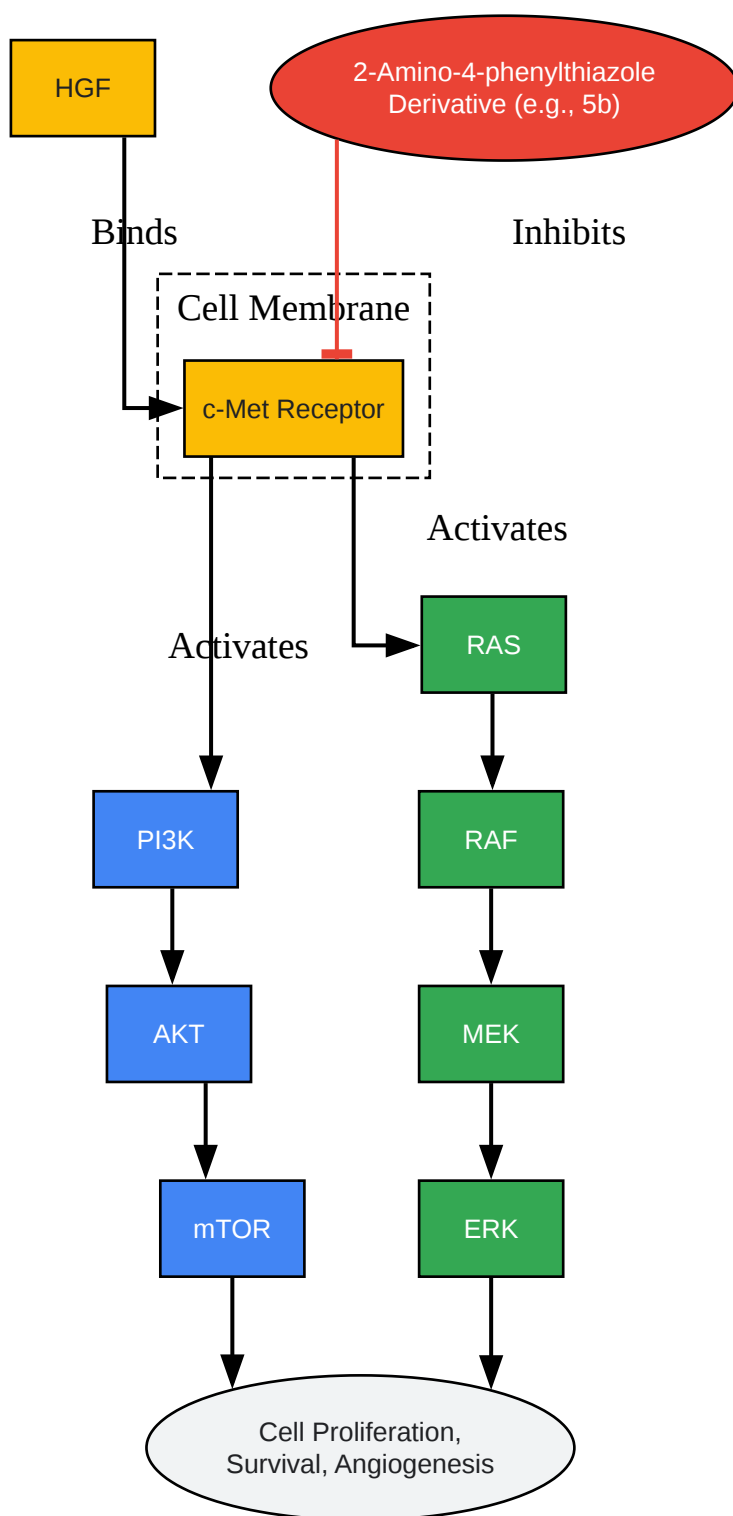 HGF
2-Amino-4-phenylthiazole
Derivative (e.g., 5b)
Binds
Inhibits
Cell Membrane
c-Met Receptor
Activates
Activates
RAS
PI3K
RAF
AKT
MEK
mTOR
ERK
Cell Proliferation,
Survival, Angiogenesis